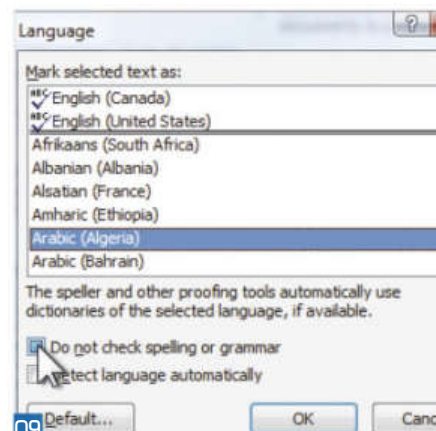 Language
?
Mark selected text as:
ABC English (Canada)
ABC English (United States)
Afrikaans (South Africa)
Albanian (Albania)
Alsatian (France)
Amharic (Ethiopia)
Arabic (Algeria)
Arabic (Bahrain)
The speller and other proofing tools automatically use
dictionaries of the selected language, if available.
Do not check spelling or grammar
language automatically
09 Default... OK Canc